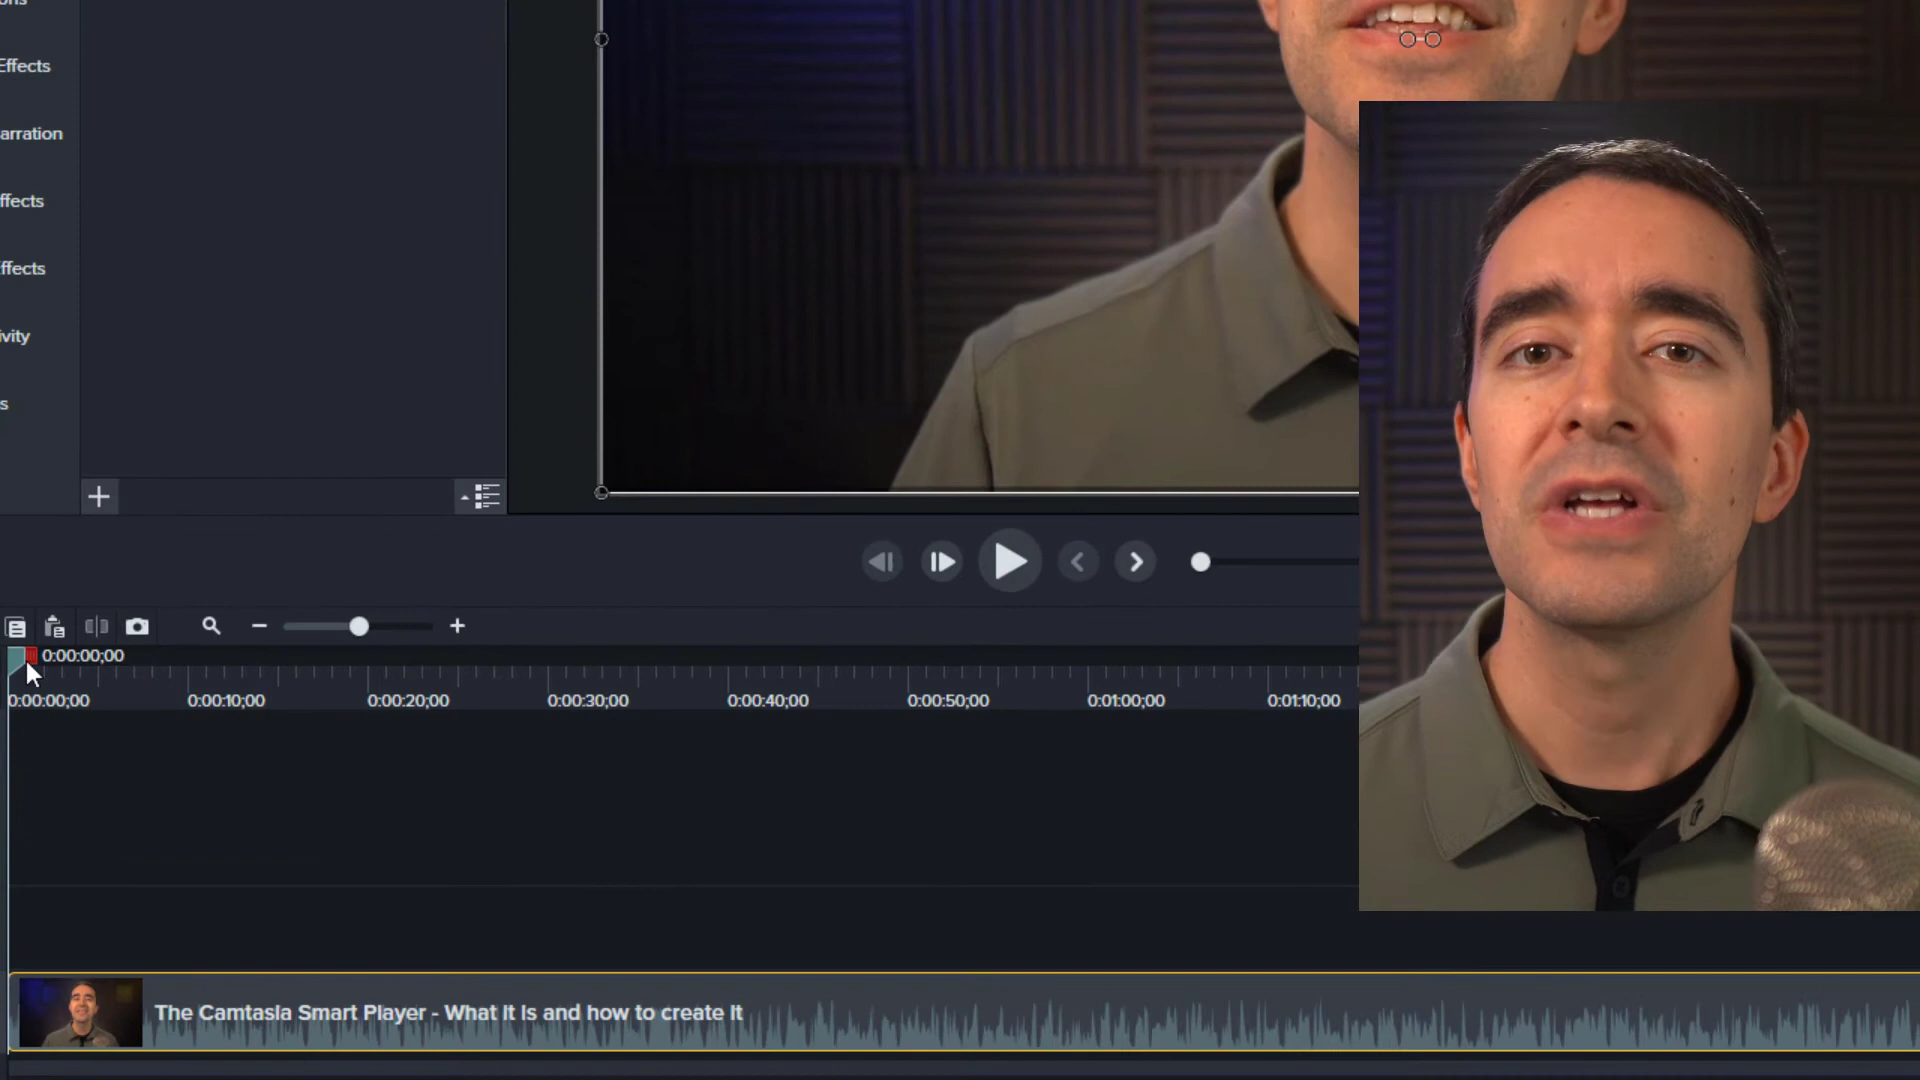 ons
Effects
arration
ffects
ffects
ivity
s
0:00:00;00
0:00:00;00
0:00:10;00
0:00:20;00
0:00:30;00
0:00:40;00
0:00:50;00
0:01:00;00
0:01:10;00
The Camtasia Smart Player - What it is and how to create it